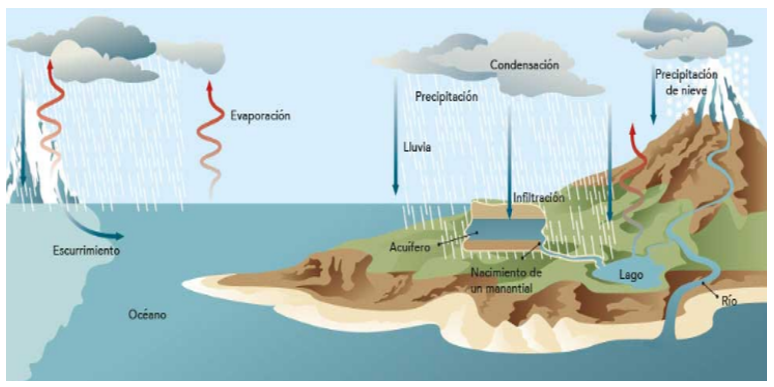 Condensación
Precipitación
de nieve
Precipitación
Evaporación
Lluvia
Infiltración
Escurrimiento
Acuífero
Nacimiento de
un manantial
Lago
Río
Océano